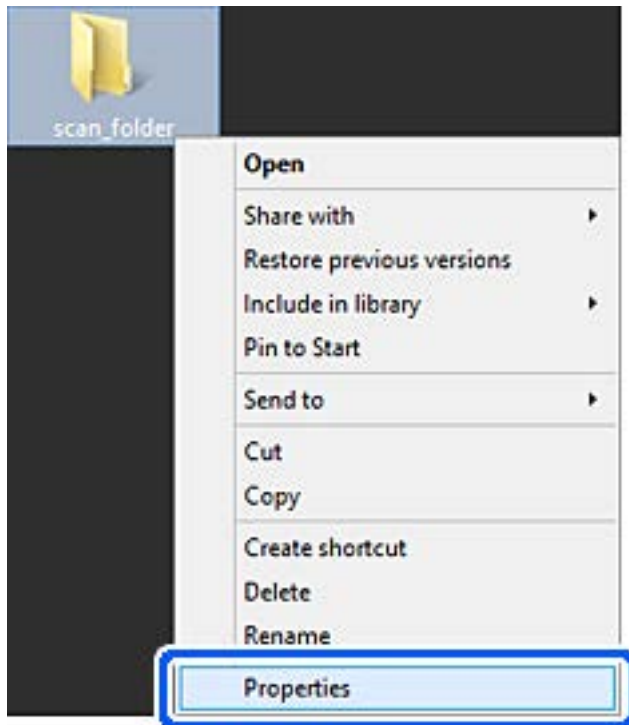 scan_folder
Open
Share with
Restore previous versions
Include in library
Pin to Start
Send to
Cut
Copy
Create shortcut
Delete
Rename
Properties